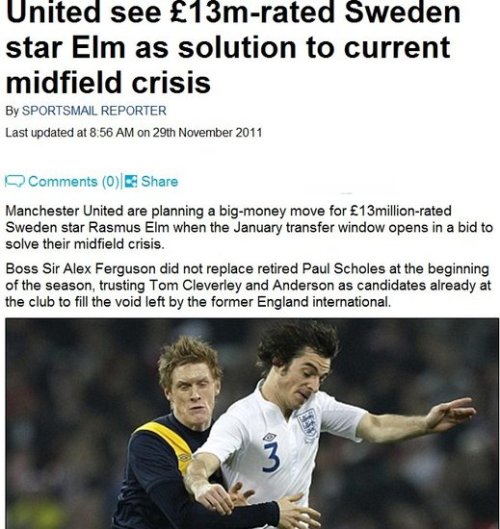 United see £13m-rated Sweden
star Elm as solution to current
midfield crisis
By SPORTSMAIL REPORTER
Last updated at 8:56 AM on 29th November 2011
Comments (0) Share
Manchester United are planning a big-money move for £13million-rated
Sweden star Rasmus Elm when the January transfer window opens in a bid to
solve their midfield crisis.
Boss Sir Alex Ferguson did not replace retired Paul Scholes at the beginning
of the season, trusting Tom Cleverley and Anderson as candidates already at
the club to fill the void left by the former England international.
3